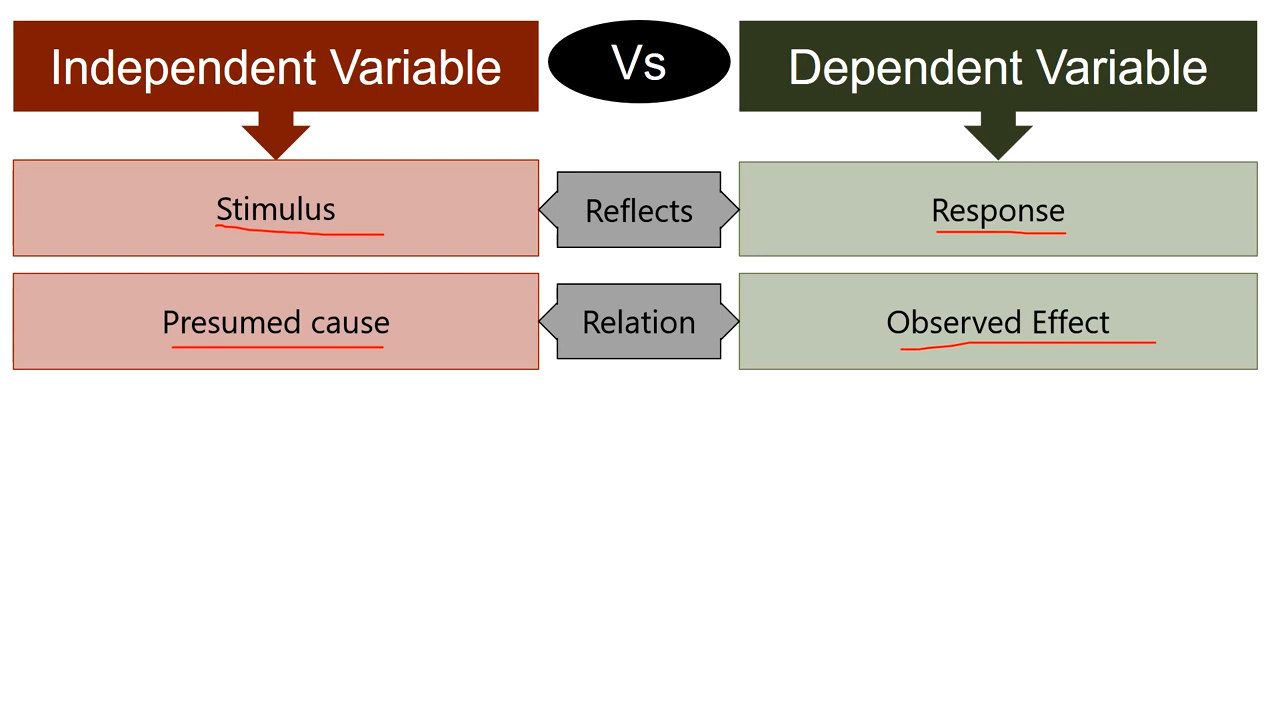 Independent Variable
Vs
Dependent Variable
Stimulus
Reflects
Response
Presumed cause
Relation
Observed Effect